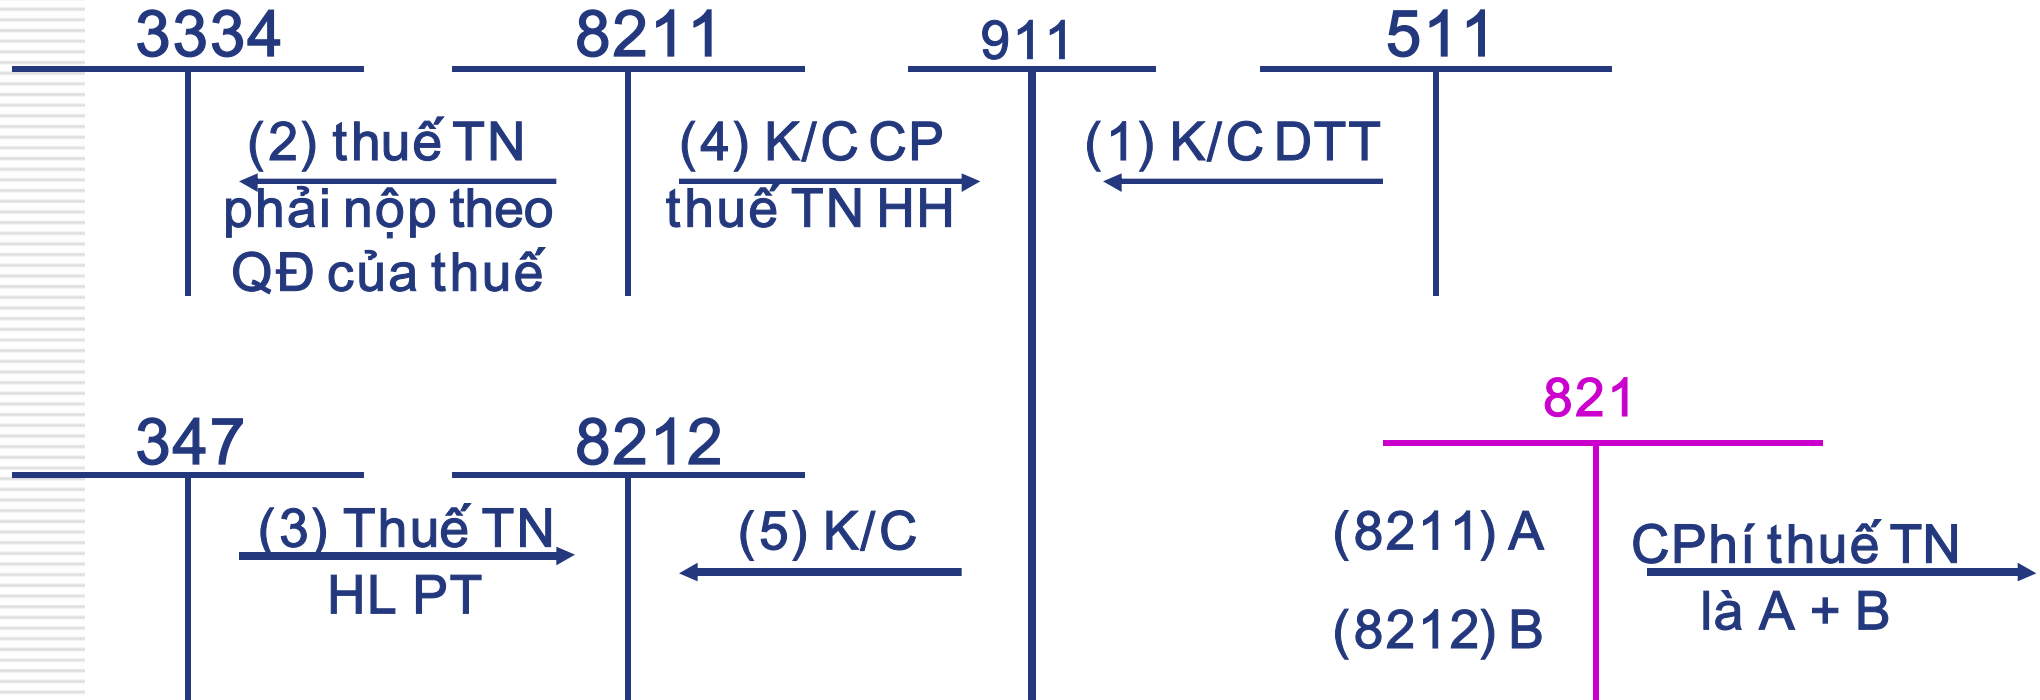 3334
8211
911
511
(2) thuế TN
phải nộp theo
QĐ của thuế
(4) K/C CP
thuế TN HH
(1) K/C DTT
347
8212
821
(3) Thuế TN
HL PT
(5) K/C
(8211) A
(8212) B
CPhí thuế TN
là A + B